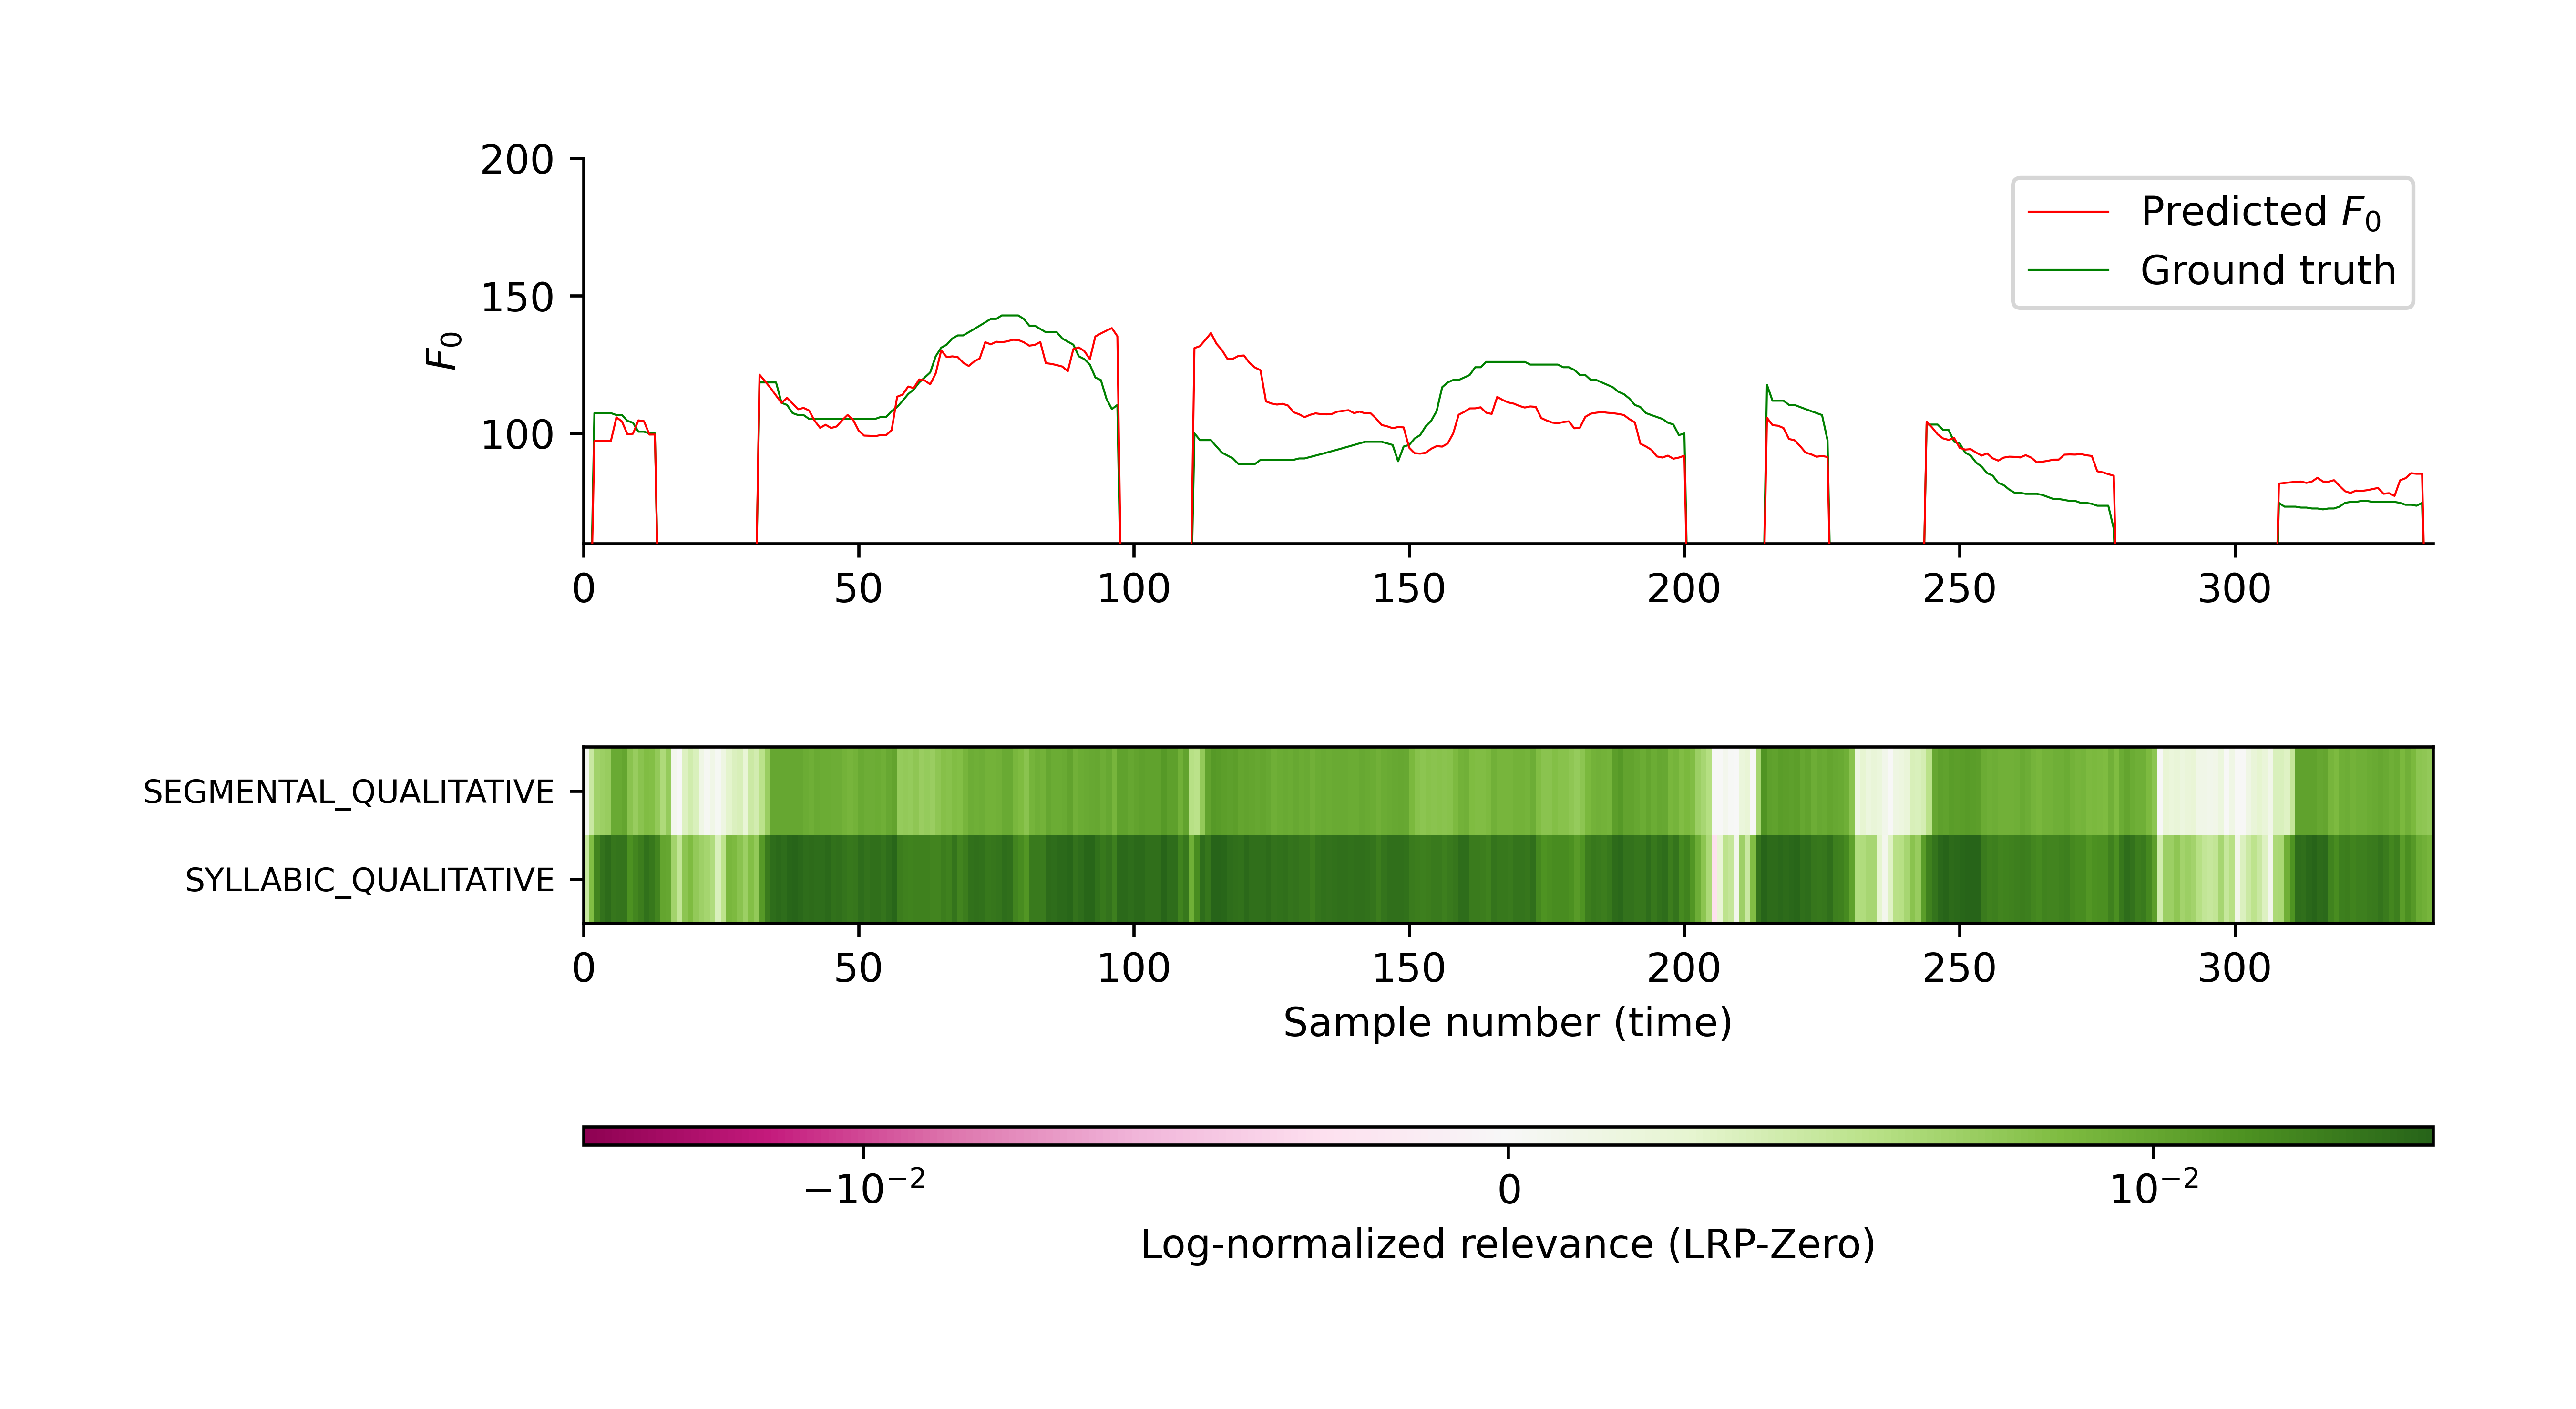 200
150
100
F0
Predicted F0
Ground truth
0 50 100 150 200 250 300
SEGMENTAL_QUALITATIVE
SYLLABIC_QUALITATIVE
0 50 100 150 200 250 300
Sample number (time)
−10−2 0 10−2
Log-normalized relevance (LRP-Zero)